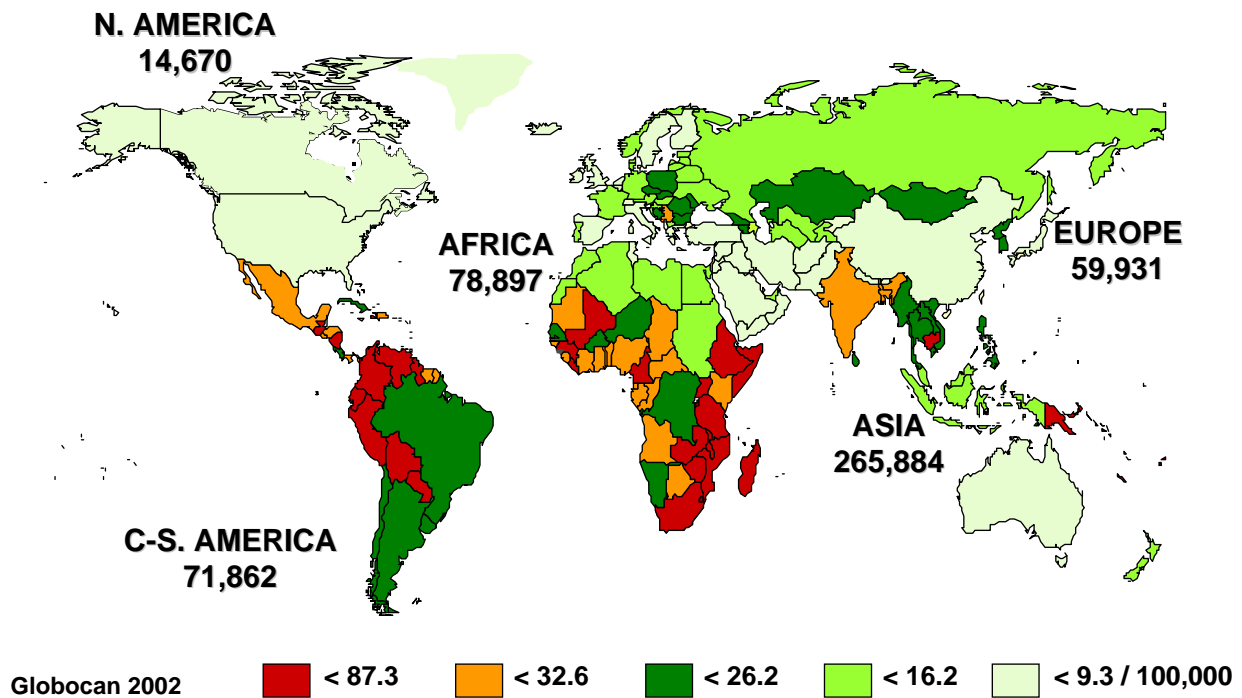 N. AMERICA
14,670
AFRICA
78,897
EUROPE
59,931
ASIA
265,884
C-S. AMERICA
71,862
Globocan 2002
< 87.3
< 32.6
< 26.2
< 16.2
< 9.3 / 100,000